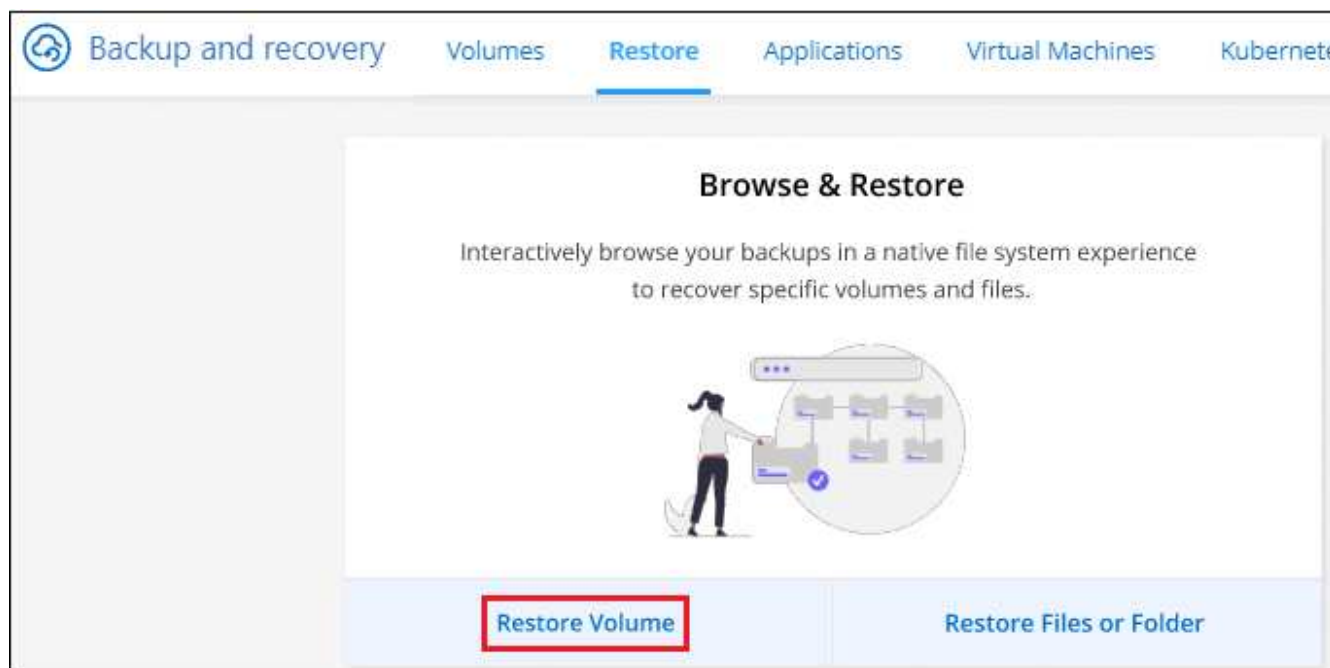 Backup and recovery Volumes Restore Applications Virtual Machines Kubernete
Browse & Restore
Interactively browse your backups in a native file system experience
to recover specific volumes and files.
Restore Volume Restore Files or Folder